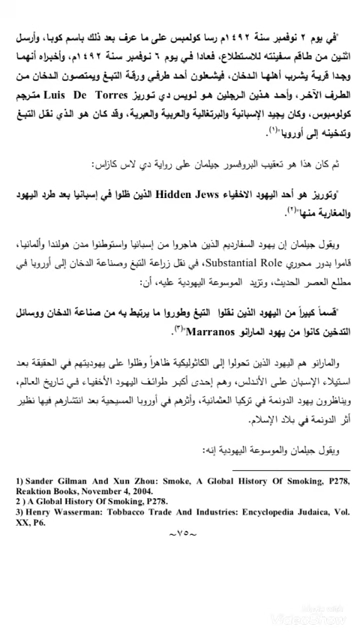 "في يوم ٢ نوفمبر سنة ١٤٩٢م رسا كولمبس على ما عرف بعد ذلك باسم كوبا، وأرسل
اثنين من طاقم سفينته للاستطلاع، فعادا في يوم ٦ نوفمبر سنة ١٤٩٢م، وأخبراه أنهما
وجدا قرية يشرب أهلها الدخان، فيشعلون أحد طرفي ورقة التبغ ويمتصون الدخان من
الطرف الآخر، وأحد هذين الرجلين هو لويس دي توريز Luis De Torres مترجم
كولومبوس، وكان يجيد الإسبانية والبرتغالية والعربية والعبرية، وقد كان هو الذي نقل التبغ
وتدخينه إلى أوروبا"(١).
ثم كان هذا هو تعقيب البروفسور جيلمان على رواية دي لاس كازاس:
"وتوريز هو أحد اليهود الأخفياء Hidden Jews الذين ظلوا في إسبانيا بعد طرد اليهود
والمغاربة منها"(٢).
ويقول جيلمان إن يهود السفارديم الذين هاجروا من إسبانيا واستوطنوا مدن هولندا وألمانيا،
قاموا بدور محوري Substantial Role، في نقل زراعة التبغ وصناعة الدخان إلى أوروبا في
مطلع العصر الحديث، وتزيد الموسوعة اليهودية عليه، أن:
"قسماً كبيراً من اليهود الذين نقلوا التبغ وطوروا ما يرتبط به من صناعة الدخان ووسائل
التدخين كانوا من يهود المارانو Marranos"(٣).
والمارانو هم اليهود الذين تحولوا إلى الكاثوليكية ظاهراً وظلوا على يهوديتهم في الحقيقة بعد
استيلاء الإسبان على الأندلس، وهم إحدى أكبر طوائف اليهود الأخفياء في تاريخ العالم،
ويناظرون يهود الدونمة في تركيا العثمانية، وأثرهم في أوروبا المسيحية بعد انتشارهم فيها نظير
أثر الدونمة في بلاد الإسلام.
ويقول جيلمان والموسوعة اليهودية إنه:
1) Sander Gilman And Xun Zhou: Smoke, A Global History Of Smoking, P278,
Reaktion Books, November 4, 2004.
2 ) A Global History Of Smoking, P278.
3) Henry Wasserman: Tobbacco Trade And Industries: Encyclopedia Judaica, Vol.
XX, P6.
~٧٥~
VideoShow